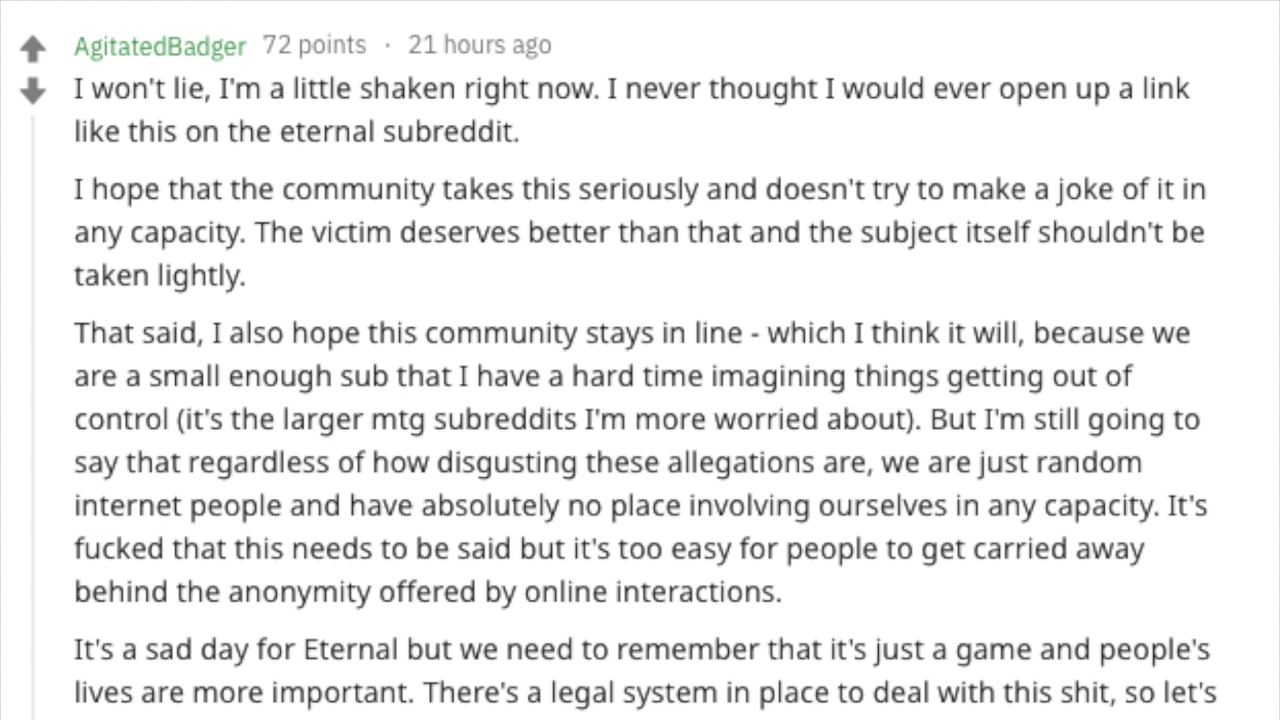 AgitatedBadger 72 points · 21 hours ago
I won't lie, I'm a little shaken right now. I never thought I would ever open up a link
like this on the eternal subreddit.
I hope that the community takes this seriously and doesn't try to make a joke of it in
any capacity. The victim deserves better than that and the subject itself shouldn't be
taken lightly.
That said, I also hope this community stays in line - which I think it will, because we
are a small enough sub that I have a hard time imagining things getting out of
control (it's the larger mtg subreddits I'm more worried about). But I'm still going to
say that regardless of how disgusting these allegations are, we are just random
internet people and have absolutely no place involving ourselves in any capacity. It's
fucked that this needs to be said but it's too easy for people to get carried away
behind the anonymity offered by online interactions.
It's a sad day for Eternal but we need to remember that it's just a game and people's
lives are more important. There's a legal system in place to deal with this shit, so let's